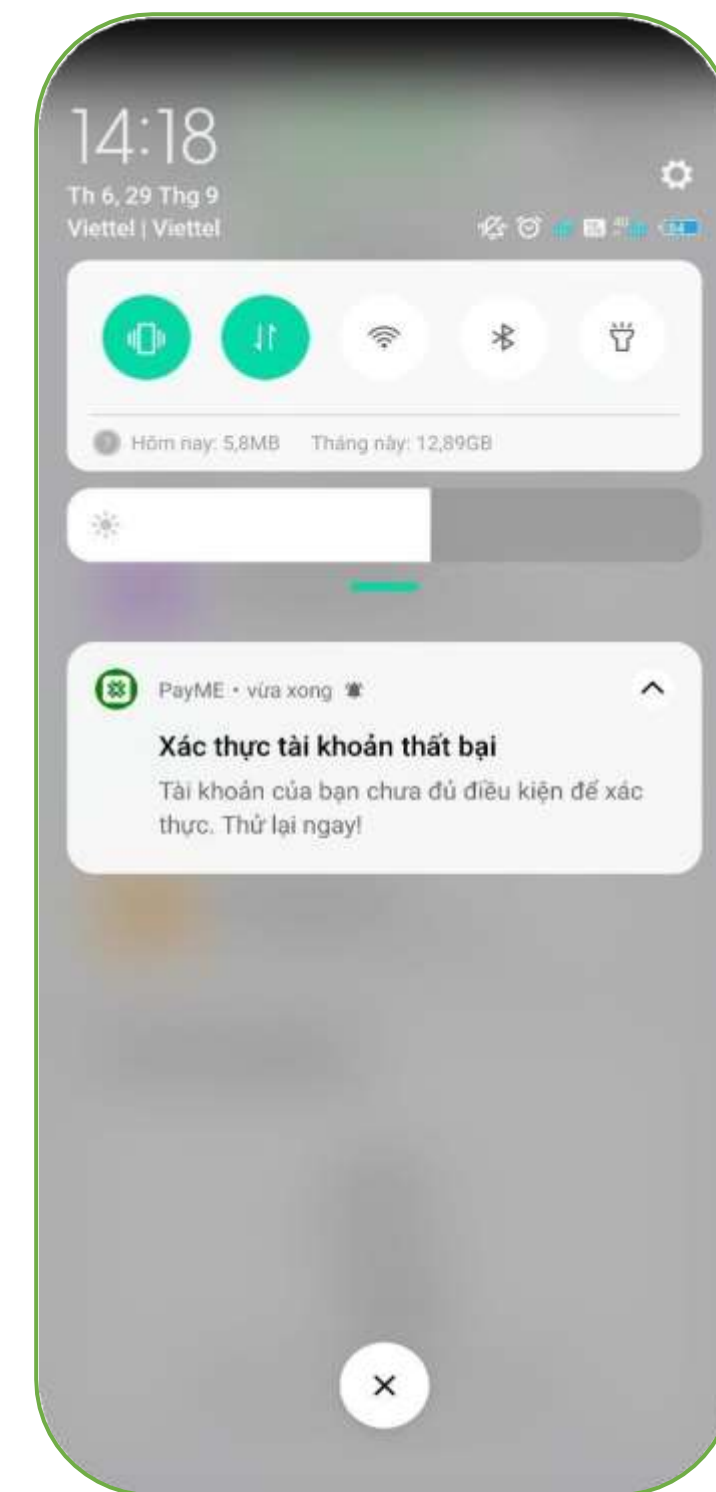 14:18
Th 6, 29 Thg 9
Viettel | Viettel
Hôm nay: 5,8MB Tháng này: 12,89GB
PayME • vừa xong
Xác thực tài khoản thất bại
Tài khoản của bạn chưa đủ điều kiện để xác
thực. Thử lại ngay!